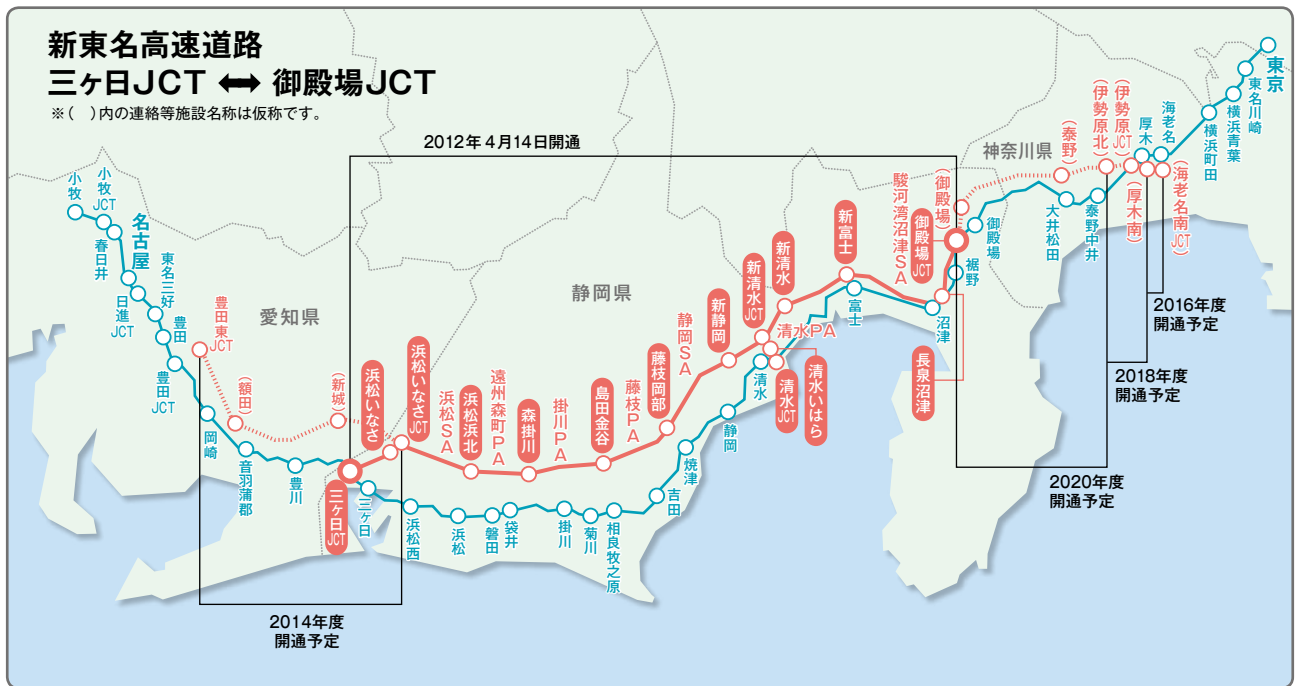 新東名高速道路
三ヶ日JCT ⬌ 御殿場JCT
※(　)内の連絡等施設名称は仮称です。
2012年4月14日開通
愛知県
静岡県
神奈川県
小牧
小牧JCT
春日井
名古屋
日進JCT
東名三好
豊田
豊田JCT
岡崎
音羽蒲郡
豊川
三ヶ日
浜松西
浜松
磐田
袋井
掛川
菊川
相良牧之原
吉田
焼津
静岡
清水
富士
沼津
裾野
御殿場
大井松田
秦野中井
厚木
海老名
横浜町田
横浜青葉
東名川崎
東京
豊田東JCT
(額田)
(新城)
三ヶ日JCT
浜松いなさ
浜松いなさJCT
浜松SA
浜松浜北
遠州森町PA
森掛川
掛川PA
島田金谷
藤枝PA
藤枝岡部
静岡SA
新静岡
新清水JCT
新清水
清水PA
清水いはら
清水JCT
新富士
駿河湾沼津SA
長泉沼津
御殿場JCT
(御殿場)
(秦野)
(伊勢原北)
(伊勢原JCT)
(厚木南)
(海老名南JCT)
2014年度
開通予定
2016年度
開通予定
2018年度
開通予定
2020年度
開通予定